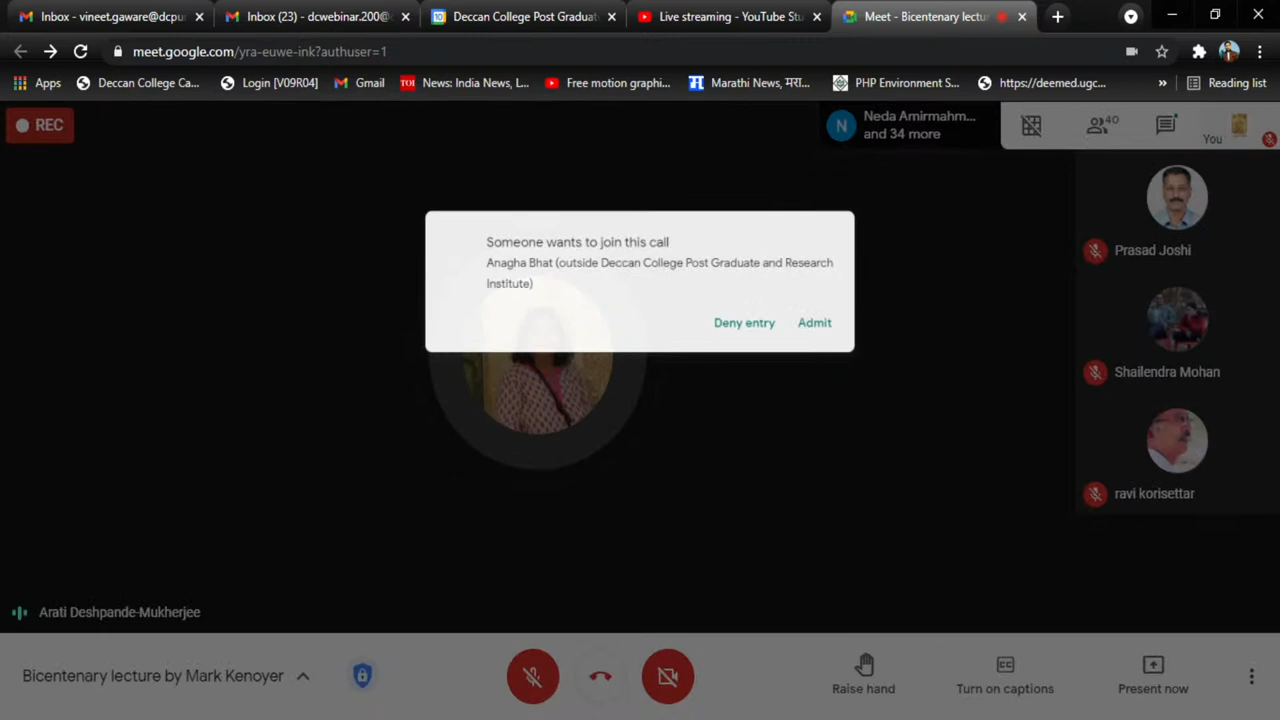 Inbox - vineet.gaware@dcpu
Inbox (23) - dcwebinar.200@
10
Deccan College Post Graduat
Live streaming - YouTube Stu
Meet - Bicentenary lectu
meet.google.com/yra-euwe-ink?authuser=1
Apps
Deccan College Ca...
Login [V09R04]
Gmail
TOI
News: India News, L...
Free motion graphi...
Marathi News, मरा...
PHP Environment S...
https://deemed.ugc...
»
Reading list
REC
N
Neda Amirmahm...
and 34 more
40
You
Someone wants to join this call
Anagha Bhat (outside Deccan College Post Graduate and Research
Institute)
Deny entry
Admit
Prasad Joshi
Shailendra Mohan
ravi korisettar
Arati Deshpande-Mukherjee
Bicentenary lecture by Mark Kenoyer
Raise hand
CC
Turn on captions
Present now